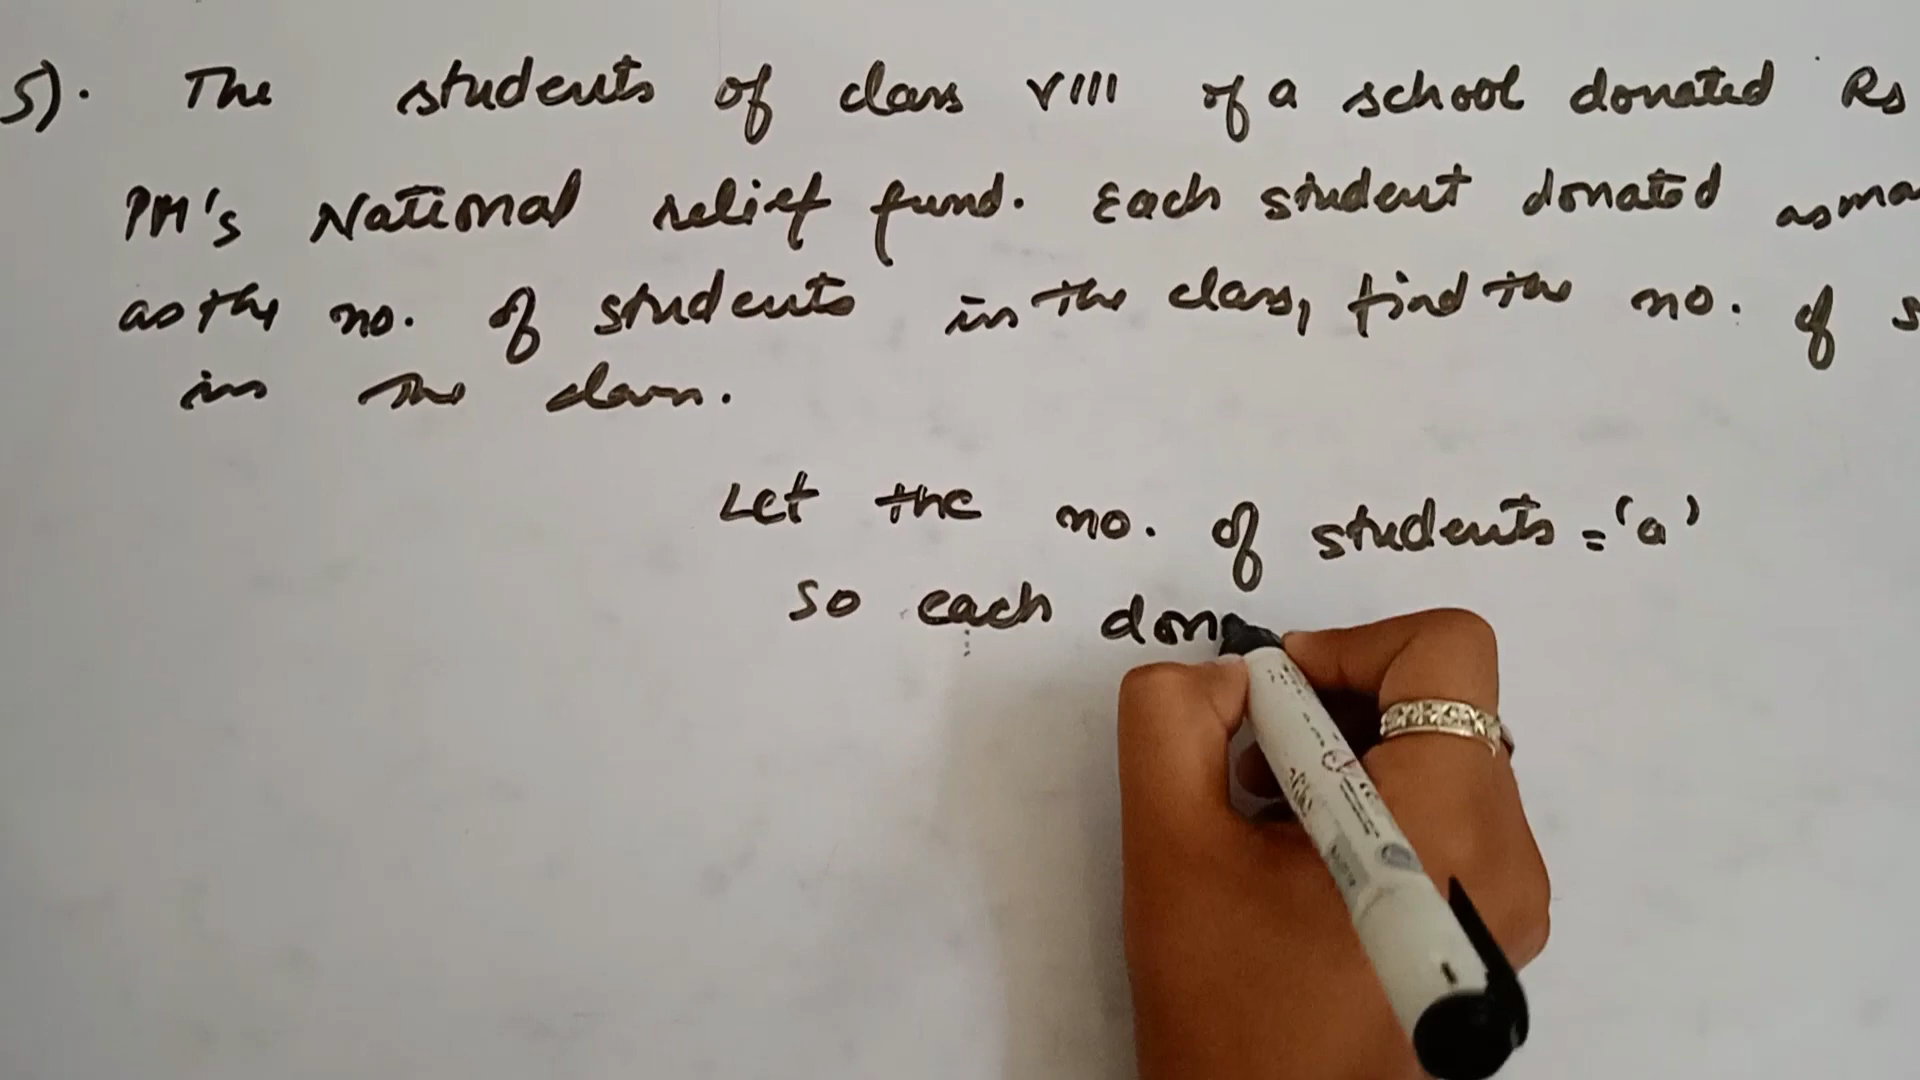 5). The students of class VIII of a school donated Rs
PM's National relief fund. Each student donated as ma
as the no. of students in the class, find the no. of s
in the class.
Let the no. of students = 'a'
so each don